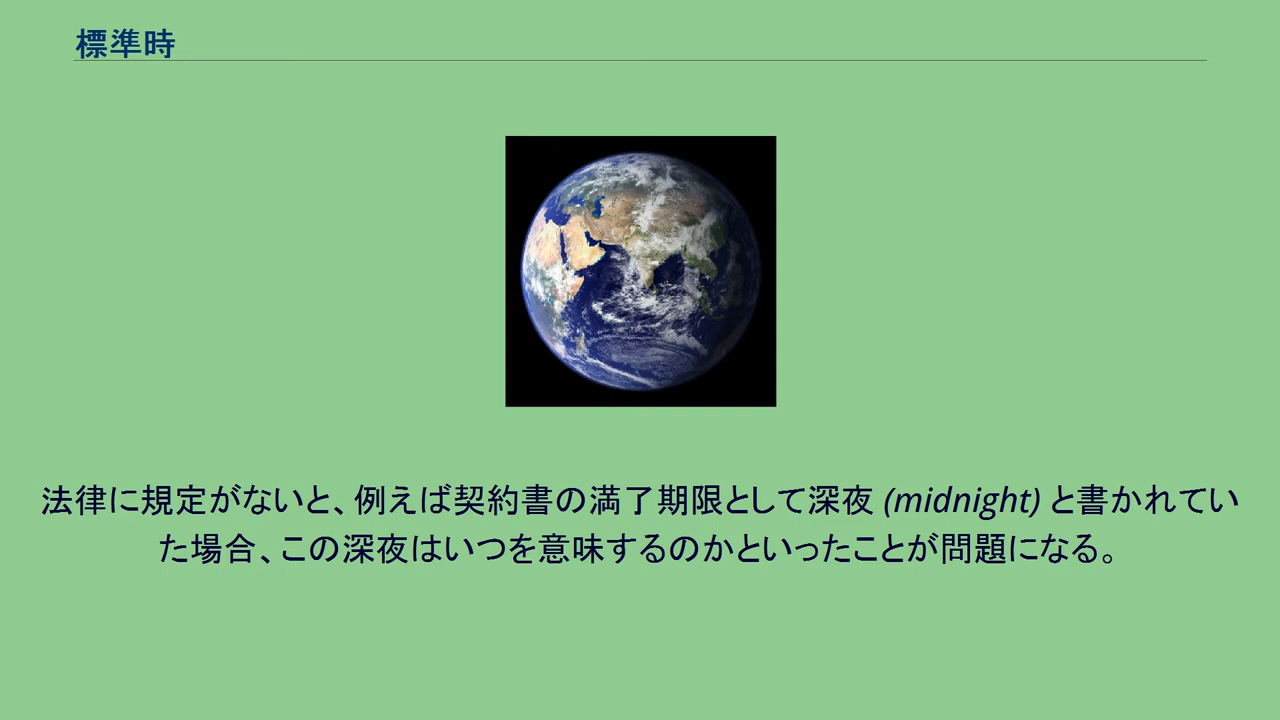 標準時
法律に規定がないと、例えば契約書の満了期限として深夜 (midnight) と書かれてい
た場合、この深夜はいつを意味するのかといったことが問題になる。